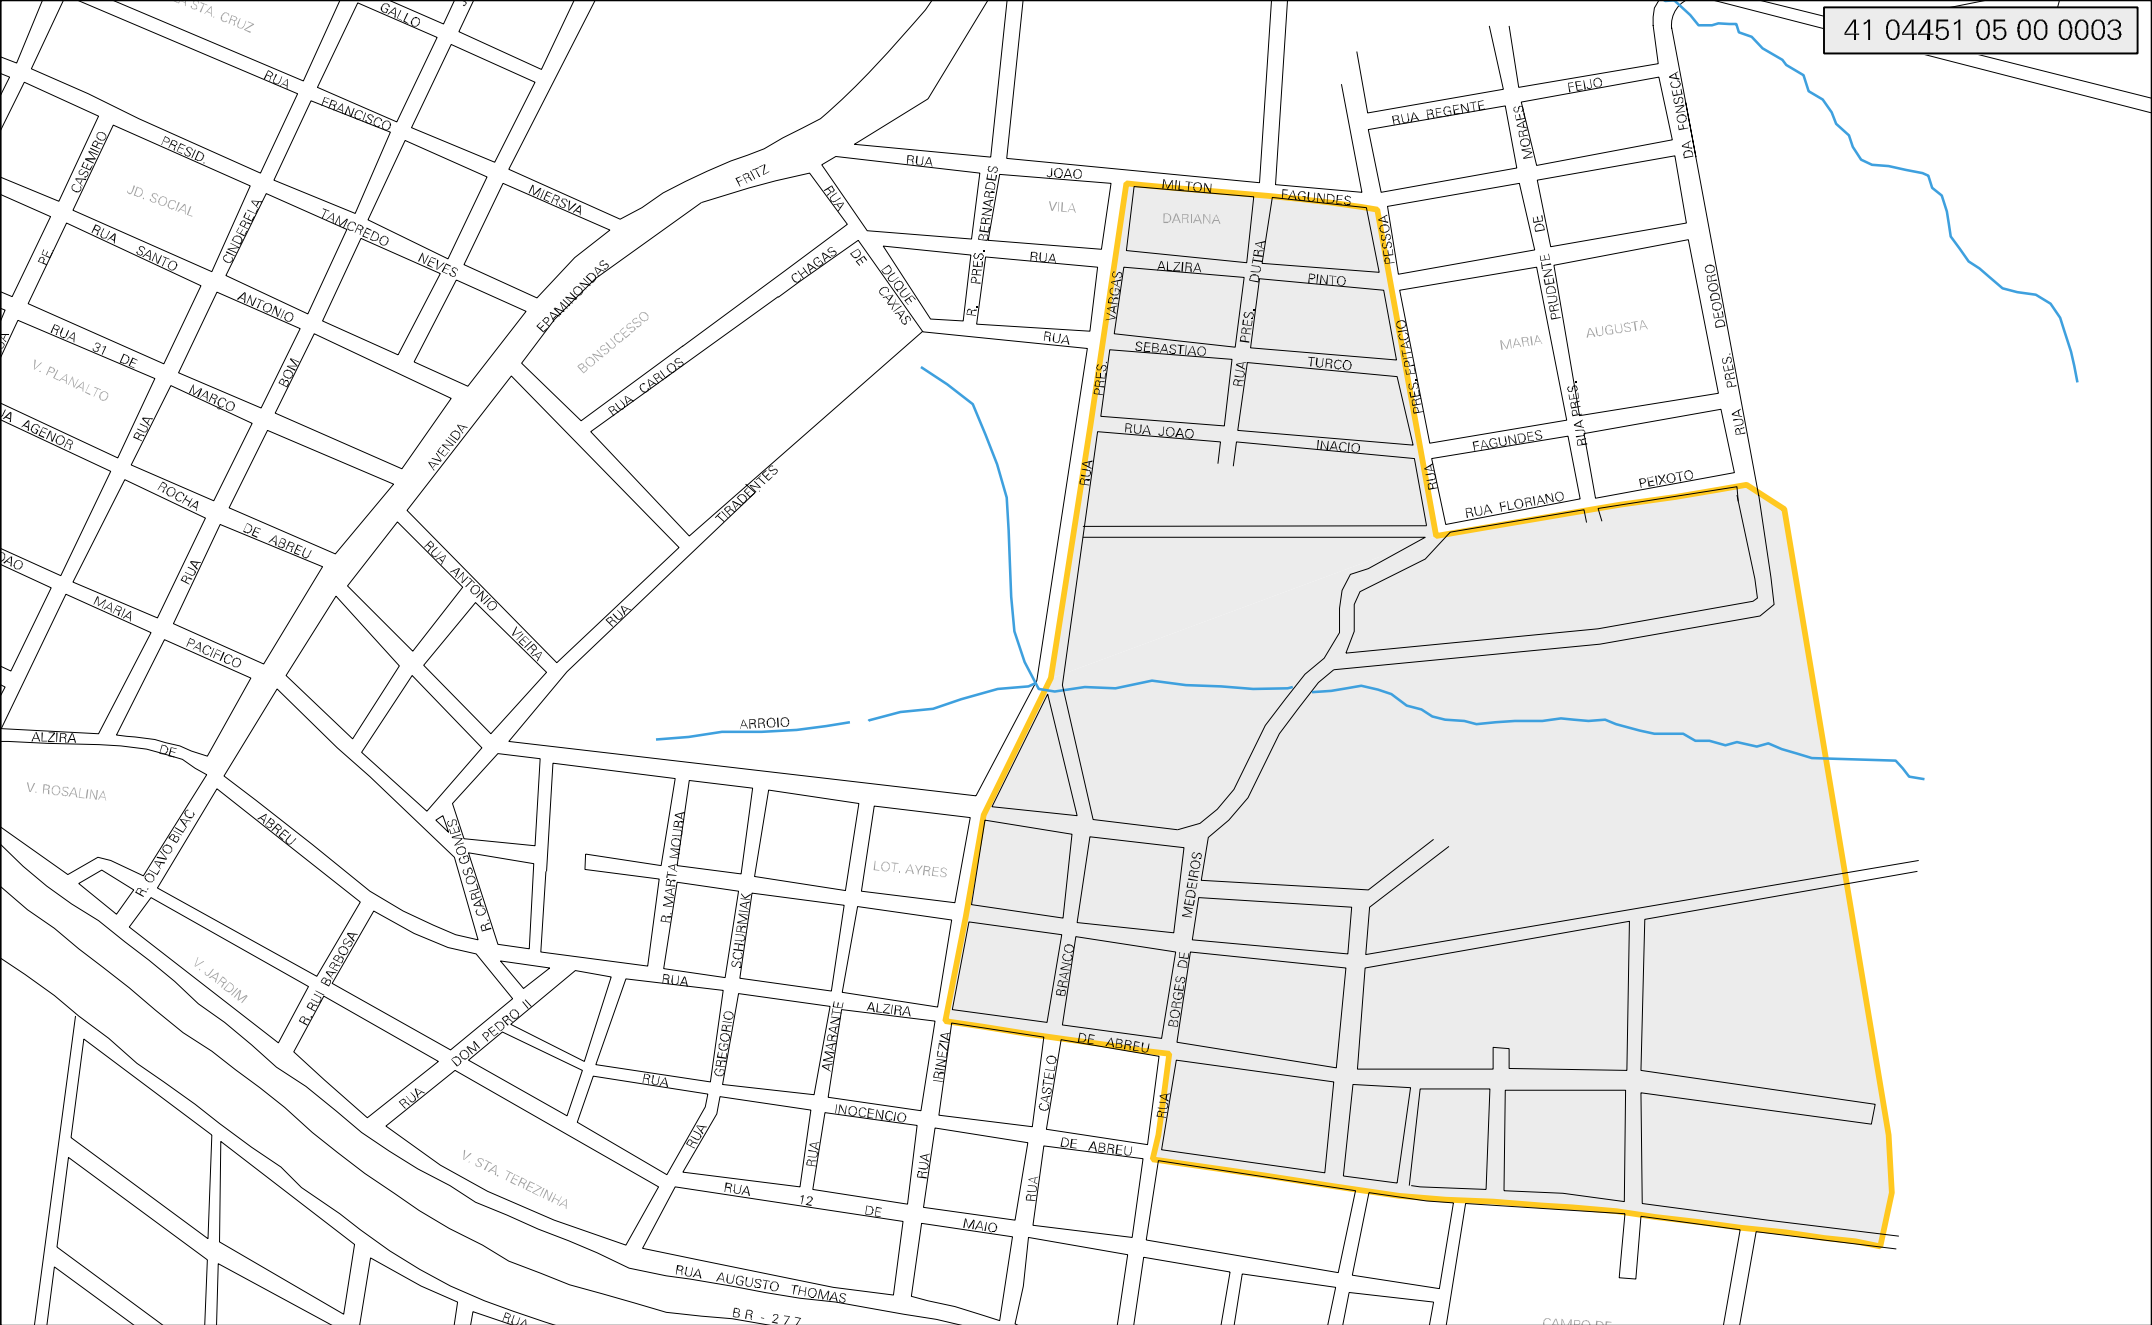 41 04451 05 00 0003
STA. CRUZ
GALLO
RUA
FRANCISCO
PRESID.
CASEMIRO
JD. SOCIAL
CINDERELA
TAMCREDO
NEVES
MIERSVA
FRITZ
RUA
JOAO
MILTON
FAGUNDES
RUA REGENTE
FEIJO
MORAES
DA FONSECA
VILA
DARIANA
RUA
DE
DUQUE
CAXIAS
R. PRES. BERNARDES
RUA
ALZIRA
PINTO
DUTRA
PESSOA
DE
PE
RUA SANTO
ANTONIO
RUA 31 DE
MARCO
BOM
V. PLANALTO
EPAMINONDAS
CHAGAS
BONSUCESSO
RUA CARLOS
RUA
VARGAS
SEBASTIAO
TURCO
PRES.
RUA
PRES. EPITACIO
PRUDENTE
MARIA
AUGUSTA
DEODORO
PRES.
RUA
AGENOR
RUA
ROCHA
DE ABREU
AVENIDA
TIRADENTES
PRES.
RUA JOAO
INACIO
RUA
RUA
FAGUNDES
RUA PRES.
RUA FLORIANO
PEIXOTO
RUA
MARIA
PACIFICO
RUA ANTONIO
VIEIRA
RUA
ARROIO
ALZIRA
DE
V. ROSALINA
ABREU
R. OLAVO BILAC
R. CARLOS GOMES
R. MARTA MOURA
LOT. AYRES
SCHURMIAK
MEDEIROS
V. JARDIM
R. RUI BARBOSA
DOM PEDRO II
RUA
RUA
ALZIRA
DE ABREU
BRANCO
BORGES DE
GREGORIO
AMARANTE
IRINEZIA
CASTELO
RUA
RUA
INOCENCIO
DE ABREU
RUA
RUA
RUA
RUA
V. STA. TEREZINHA
RUA 12 DE
MAIO
RUA AUGUSTO THOMAS
BR-277
RUA
CAMPO DE